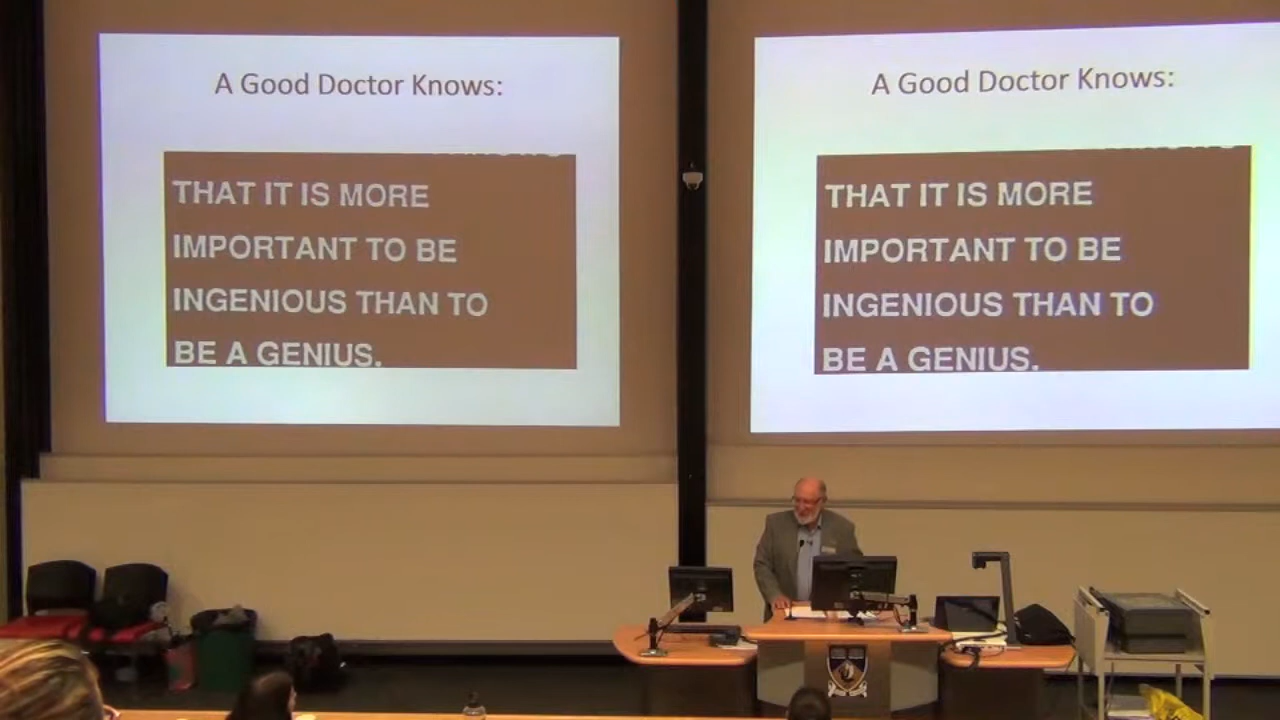 A Good Doctor Knows:
THAT IT IS MORE
IMPORTANT TO BE
INGENIOUS THAN TO
BE A GENIUS.
A Good Doctor Knows:
THAT IT IS MORE
IMPORTANT TO BE
INGENIOUS THAN TO
BE A GENIUS.